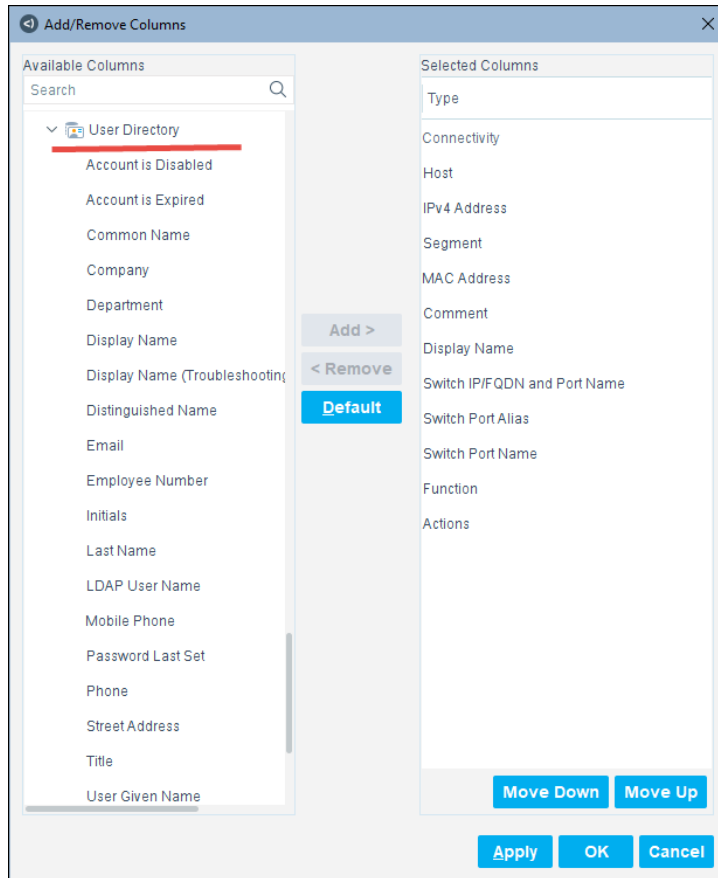 Add/Remove Columns
Available Columns
Search
User Directory
Account is Disabled
Account is Expired
Common Name
Company
Department
Display Name
Display Name (Troubleshooting
Distinguished Name
Email
Employee Number
Initials
Last Name
LDAP User Name
Mobile Phone
Password Last Set
Phone
Street Address
Title
User Given Name
Add >
< Remove
Default
Selected Columns
Type
Connectivity
Host
IPv4 Address
Segment
MAC Address
Comment
Display Name
Switch IP/FQDN and Port Name
Switch Port Alias
Switch Port Name
Function
Actions
Move Down
Move Up
Apply
OK
Cancel